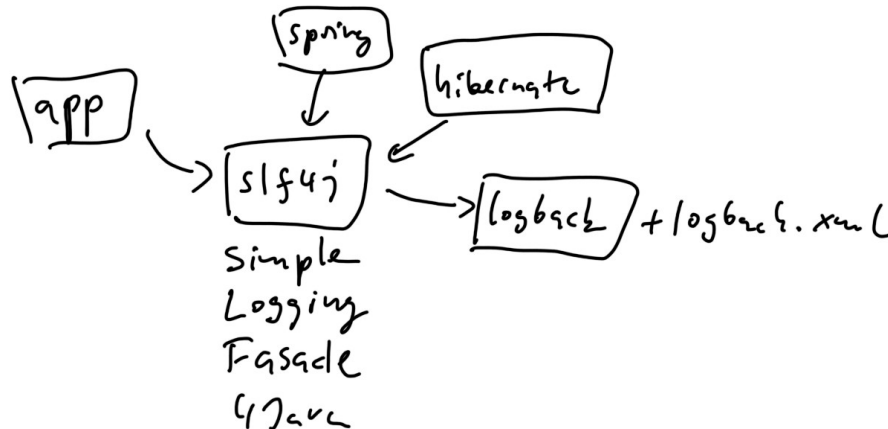 spring
hibernate
app
slf4j
logback + logback.xml
Simple
Logging
Fasade
4Java